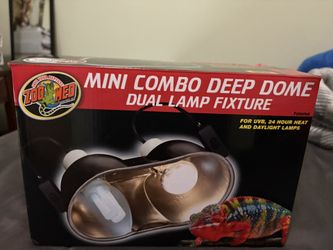 ZOO MED
MINI COMBO DEEP DOME
DUAL LAMP FIXTURE
FOR UVB, 24 HOUR HEAT
AND DAYLIGHT LAMPS